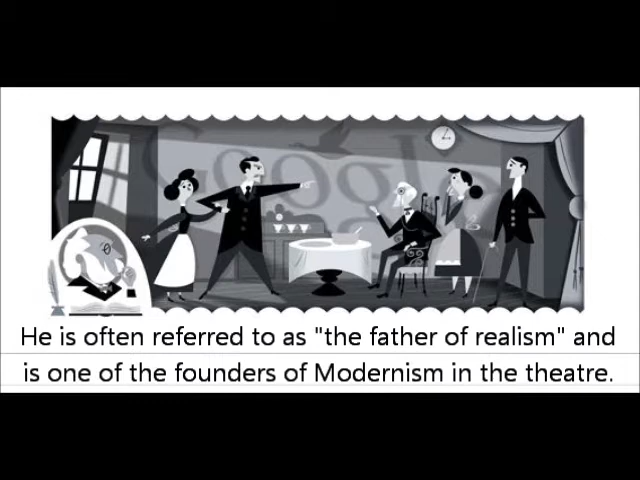 Google
He is often referred to as "the father of realism" and
is one of the founders of Modernism in the theatre.